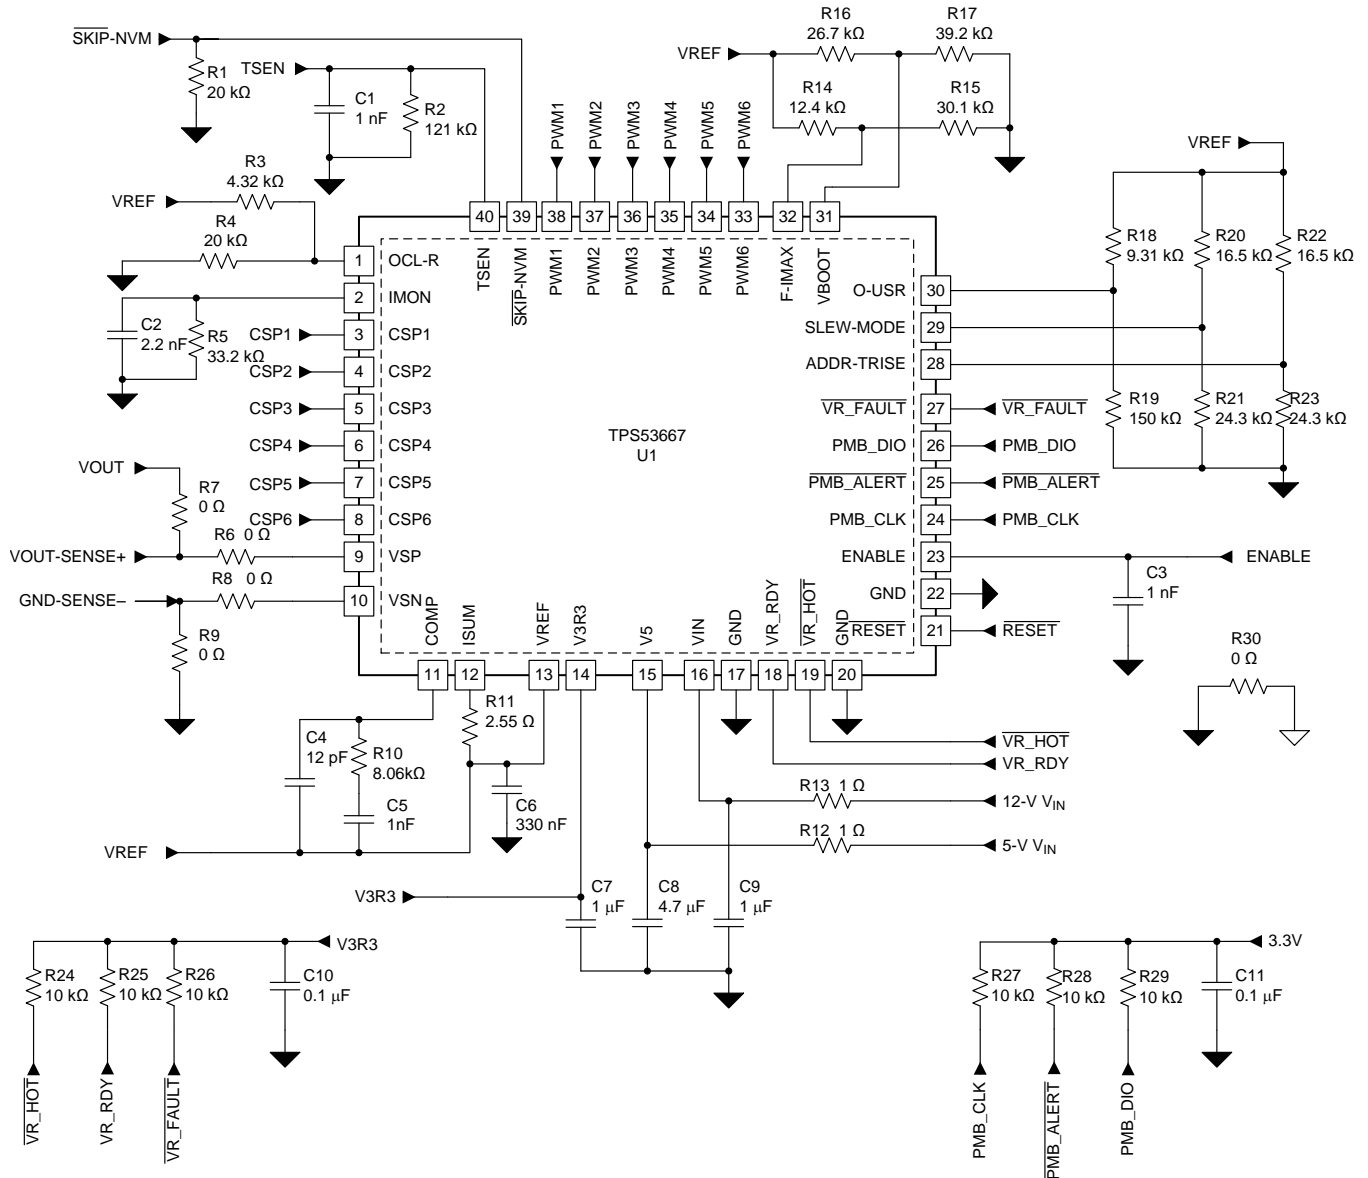 SKIP-NVM
R1
20 kΩ
TSEN
C1
1 nF
R2
121 kΩ
R3
4.32 kΩ
VREF
R4
20 kΩ
C2
2.2 nF
R5
33.2 kΩ
CSP1
CSP2
CSP3
CSP4
CSP5
CSP6
VOUT
R7
0 Ω
R6 0 Ω
VOUT-SENSE+
R8 0 Ω
GND-SENSE–
R9
0 Ω
PWM1
PWM2
PWM3
PWM4
PWM5
PWM6
VREF
R16
26.7 kΩ
R17
39.2 kΩ
R14
12.4 kΩ
R15
30.1 kΩ
40
39
38
37
36
35
34
33
32
31
TSEN
SKIP-NVM
PWM1
PWM2
PWM3
PWM4
PWM5
PWM6
F-IMAX
VBOOT
1 OCL-R
2 IMON
3 CSP1
4 CSP2
5 CSP3
6 CSP4
7 CSP5
8 CSP6
9 VSP
10 VSN
TPS53667
U1
O-USR 30
SLEW-MODE 29
ADDR-TRISE 28
VR_FAULT 27 VR_FAULT
PMB_DIO 26 PMB_DIO
PMB_ALERT 25 PMB_ALERT
PMB_CLK 24 PMB_CLK
ENABLE 23 ENABLE
GND 22
RESET 21 RESET
VREF
R18
9.31 kΩ
R20
16.5 kΩ
R22
16.5 kΩ
R19
150 kΩ
R21
24.3 kΩ
R23
24.3 kΩ
C3
1 nF
R30
0 Ω
COMP
ISUM
VREF
V3R3
V5
VIN
GND
VR_RDY
VR_HOT
GND
11
12
13
14
15
16
17
18
19
20
R11
2.55 Ω
C4
12 pF
R10
8.06kΩ
C5
1nF
C6
330 nF
VREF
VR_HOT
VR_RDY
R13 1 Ω
12-V VIN
R12 1 Ω
5-V VIN
V3R3
C7
1 μF
C8
4.7 μF
C9
1 μF
V3R3
R24
10 kΩ
R25
10 kΩ
R26
10 kΩ
C10
0.1 μF
VR_HOT
VR_RDY
VR_FAULT
3.3V
R27
10 kΩ
R28
10 kΩ
R29
10 kΩ
C11
0.1 μF
PMB_CLK
PMB_ALERT
PMB_DIO